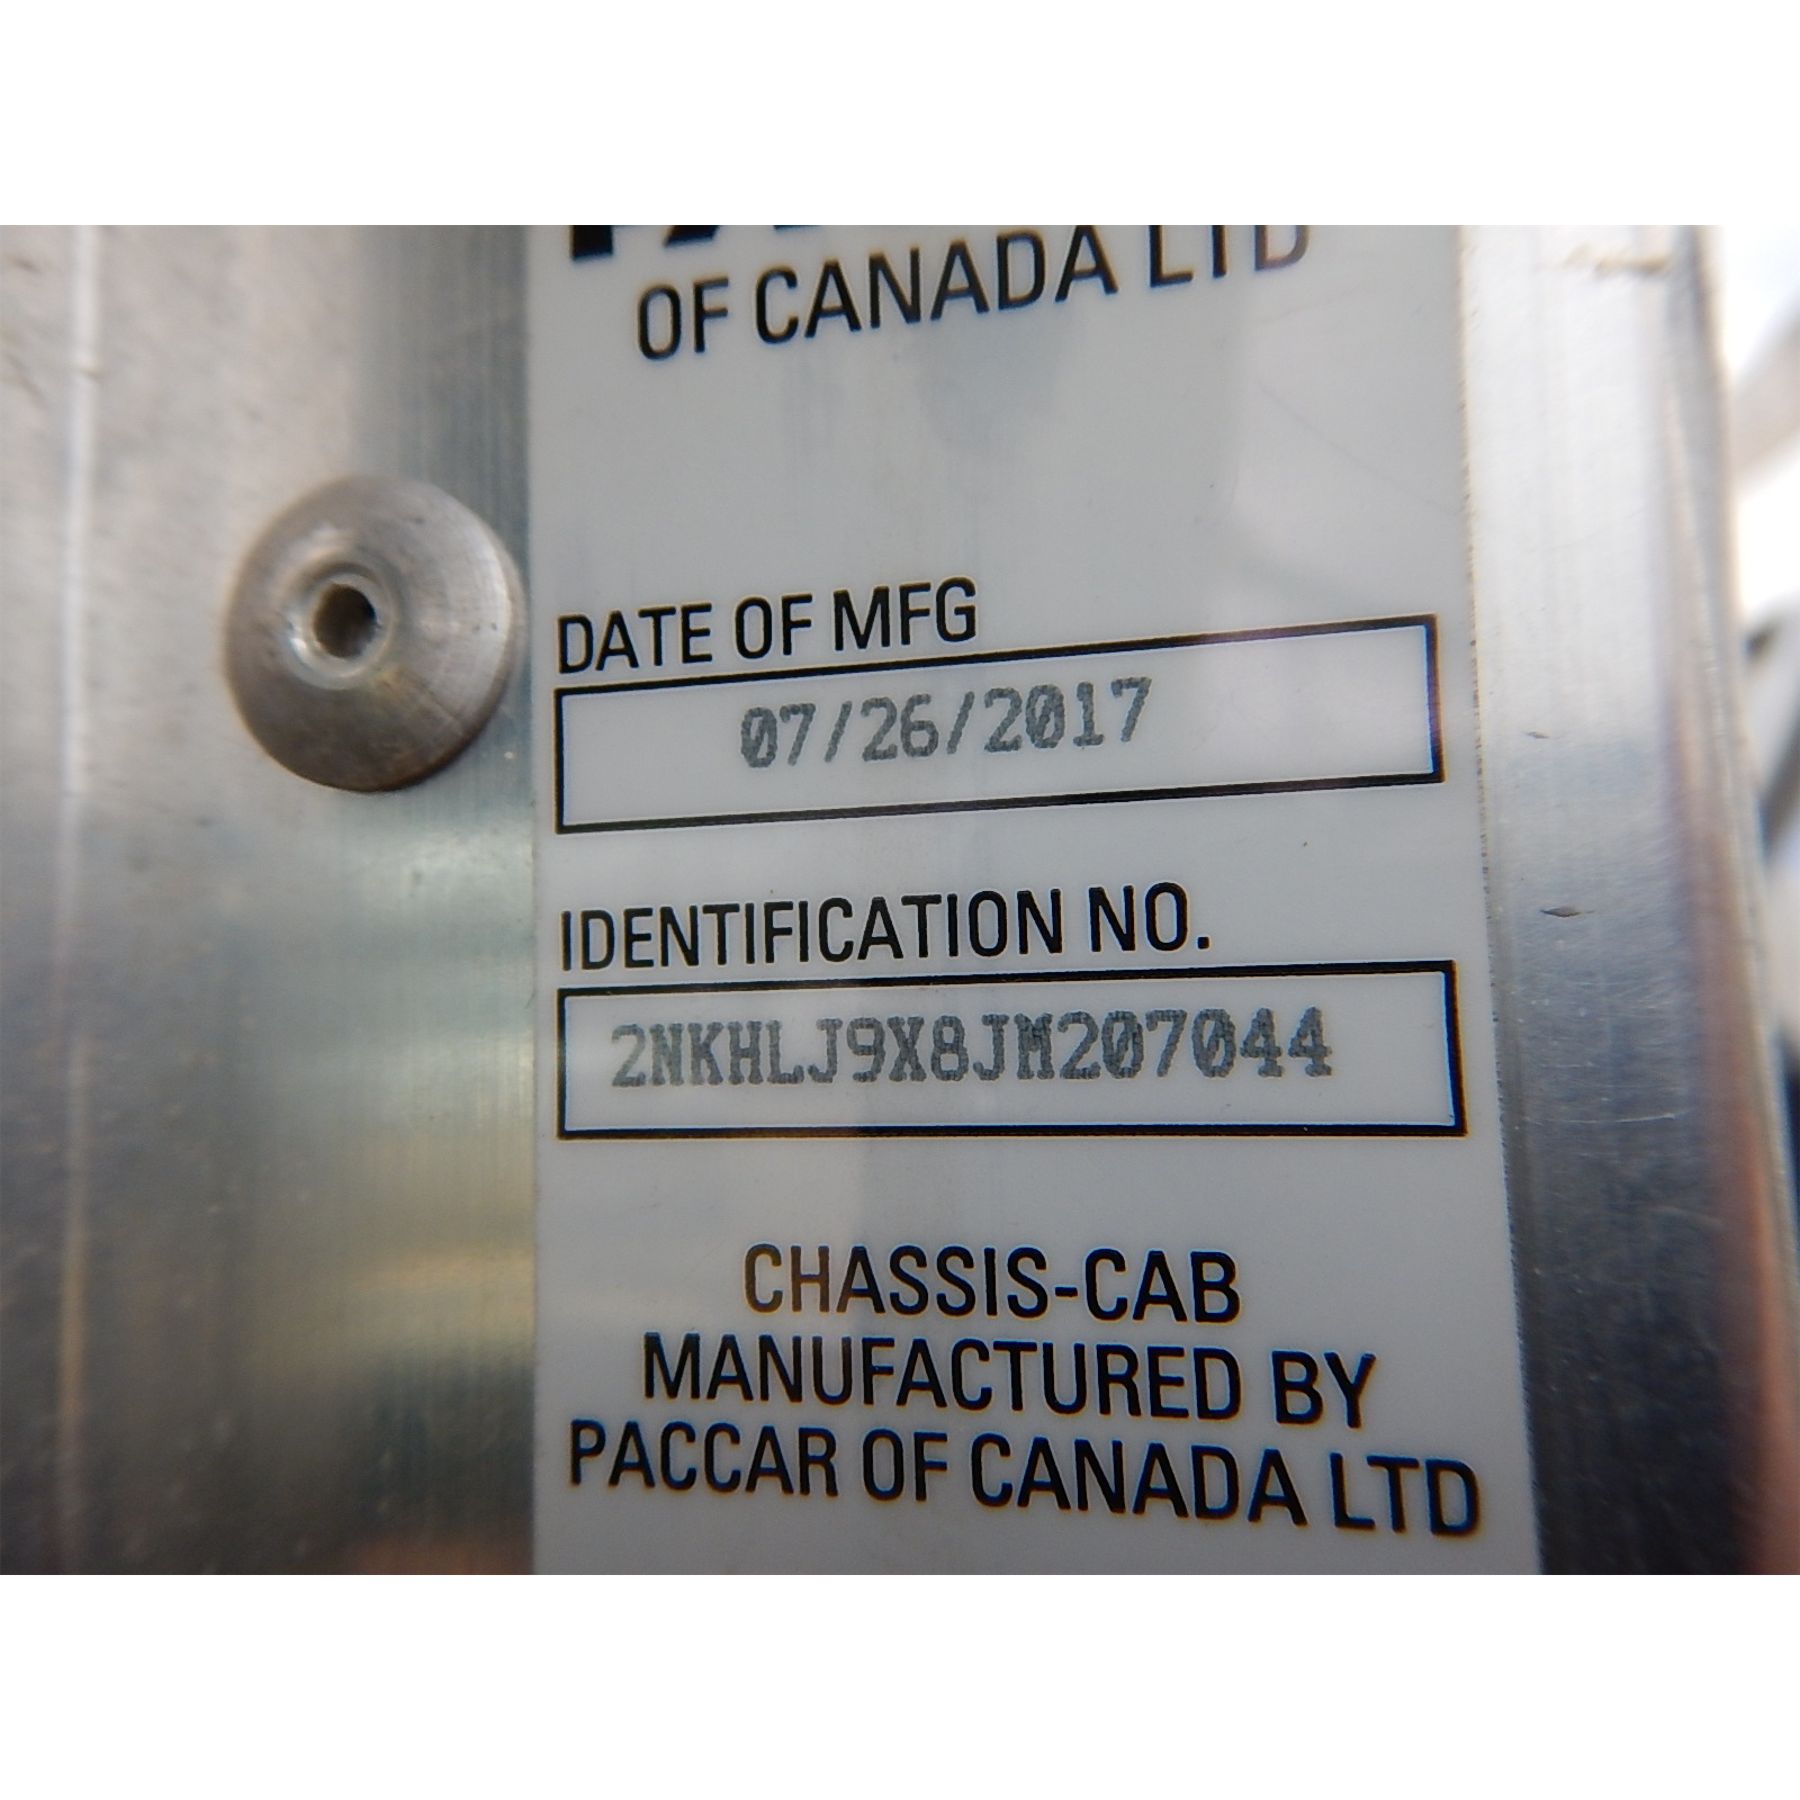 OF CANADA LTD
DATE OF MFG
07/26/2017
IDENTIFICATION NO.
2NKHLJ9X8JM207044
CHASSIS-CAB
MANUFACTURED BY
PACCAR OF CANADA LTD